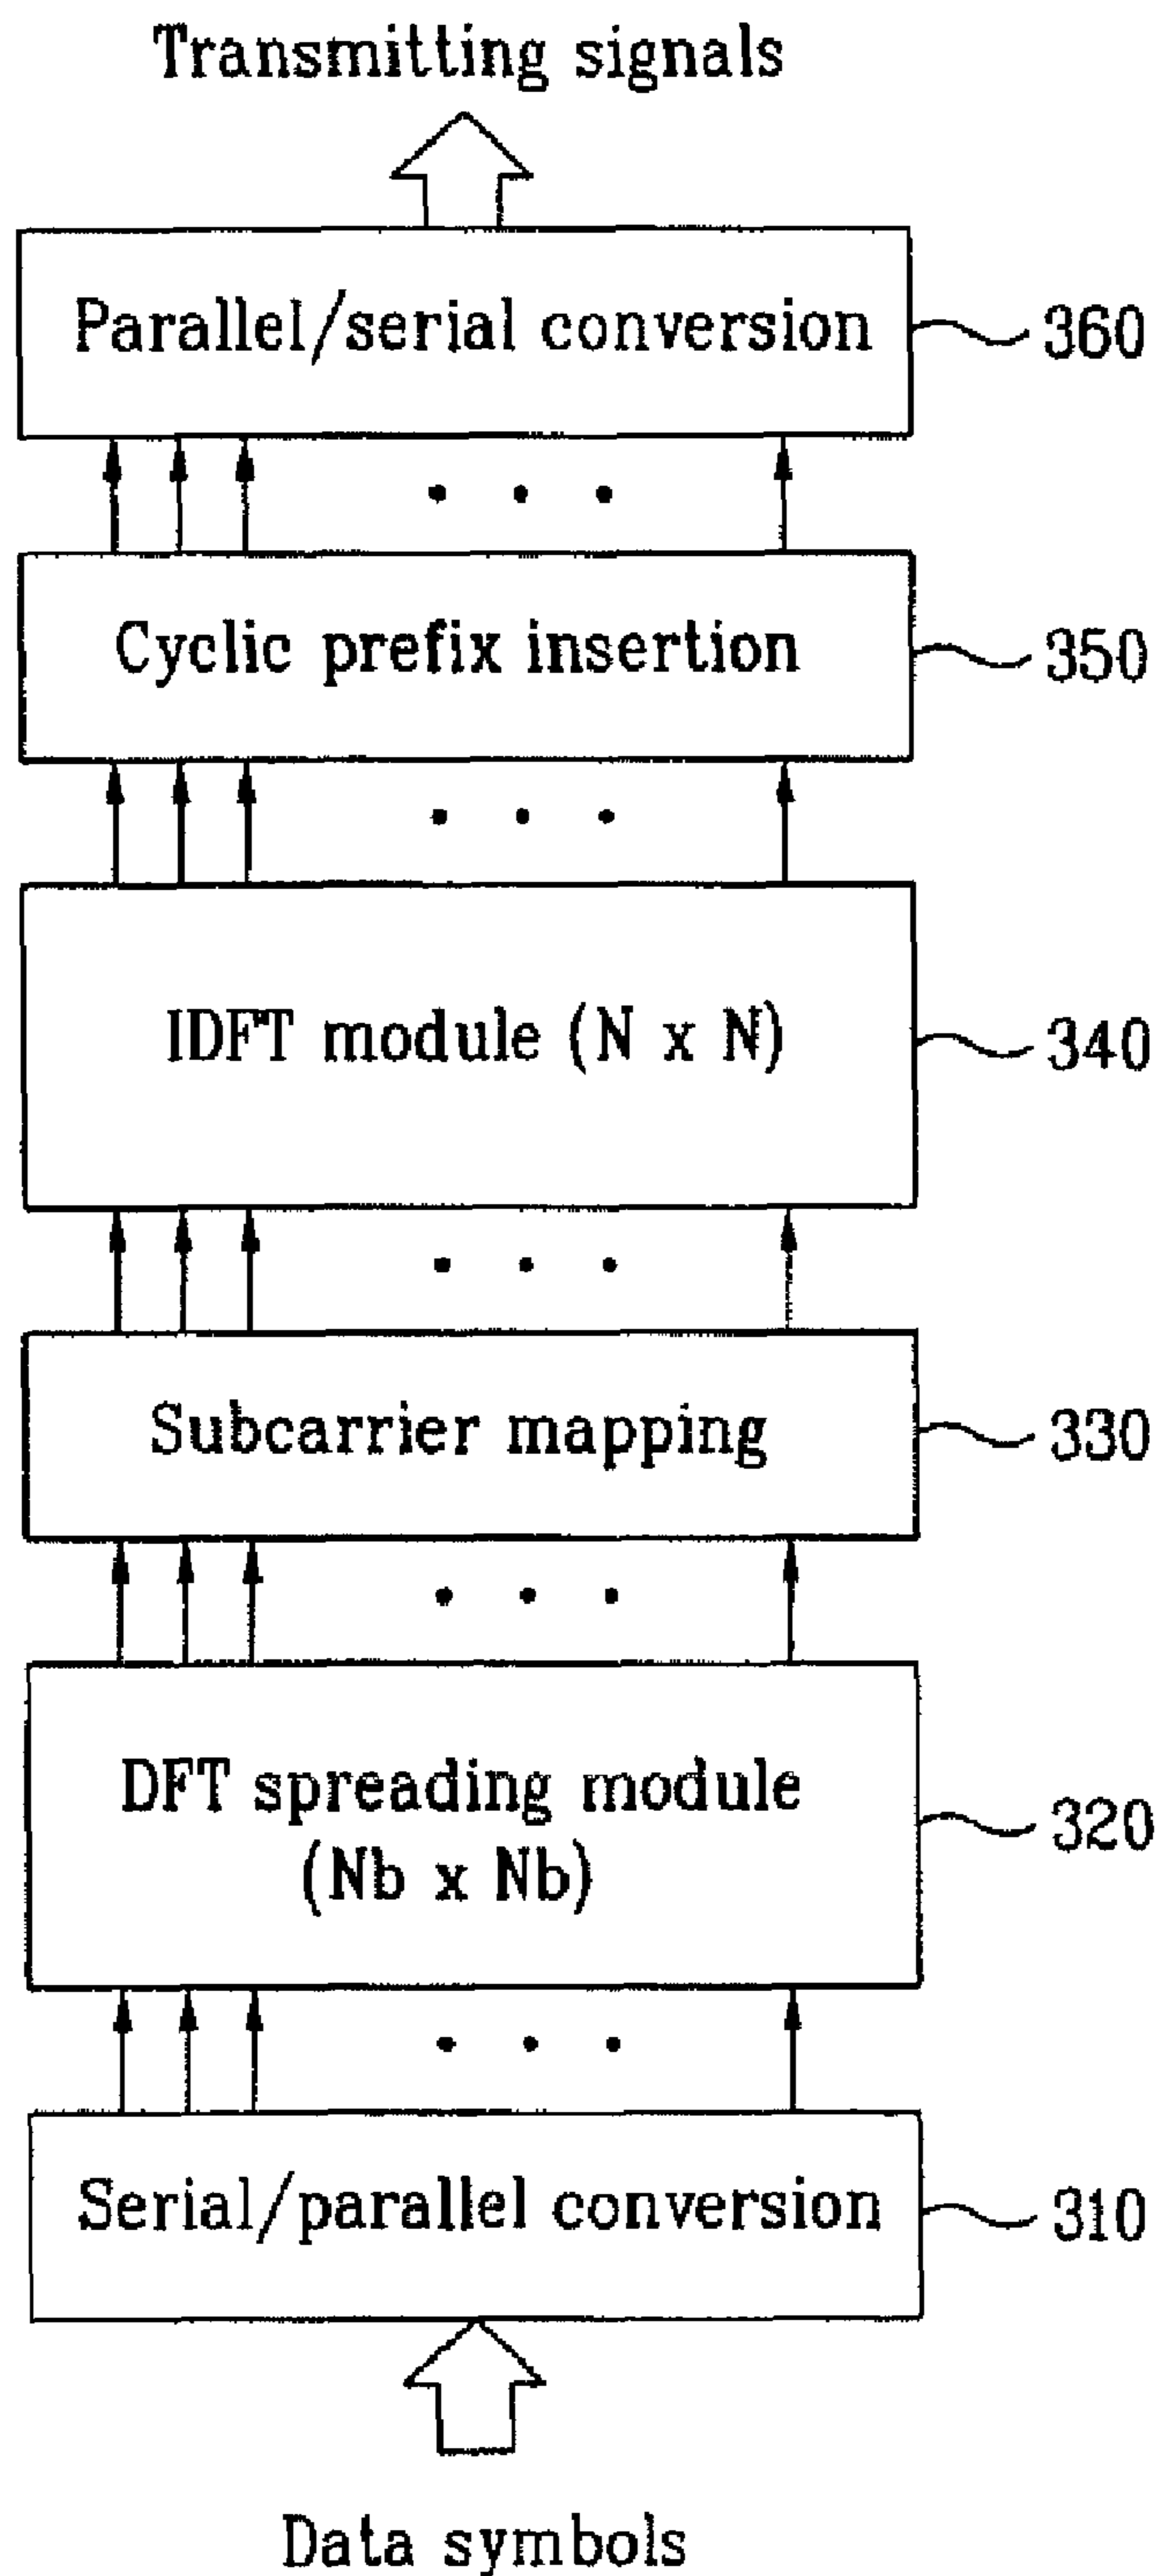 Transmitting signals
Parallel/serial conversion
360
Cyclic prefix insertion
350
IDFT module (N x N)
340
Subcarrier mapping
330
DFT spreading module
(Nb x Nb)
320
Serial/parallel conversion
310
Data symbols